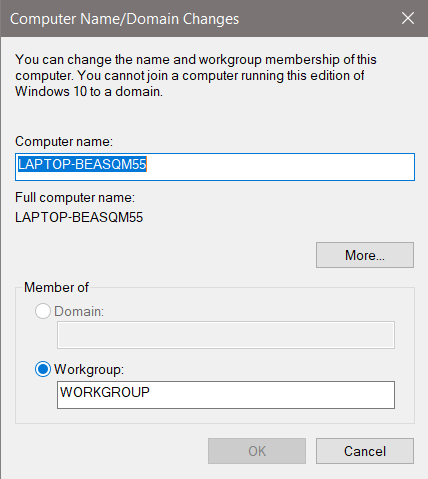 Computer Name/Domain Changes
You can change the name and workgroup membership of this
computer. You cannot join a computer running this edition of
Windows 10 to a domain.
Computer name:
LAPTOP-BEASQM55
Full computer name:
LAPTOP-BEASQM55
More...
Member of
Domain:
Workgroup:
WORKGROUP
OK
Cancel